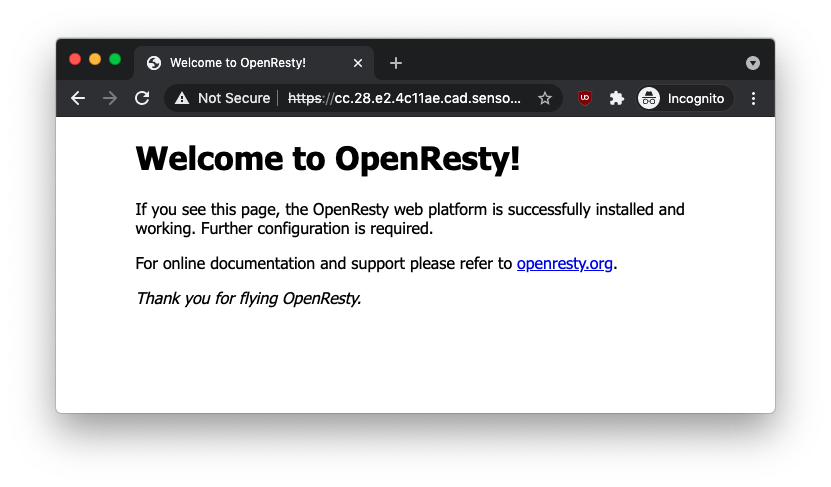 Welcome to OpenResty!
Not Secure https://cc.28.e2.4c11ae.cad.senso... Incognito
Welcome to OpenResty!
If you see this page, the OpenResty web platform is successfully installed and
working. Further configuration is required.
For online documentation and support please refer to openresty.org.
Thank you for flying OpenResty.